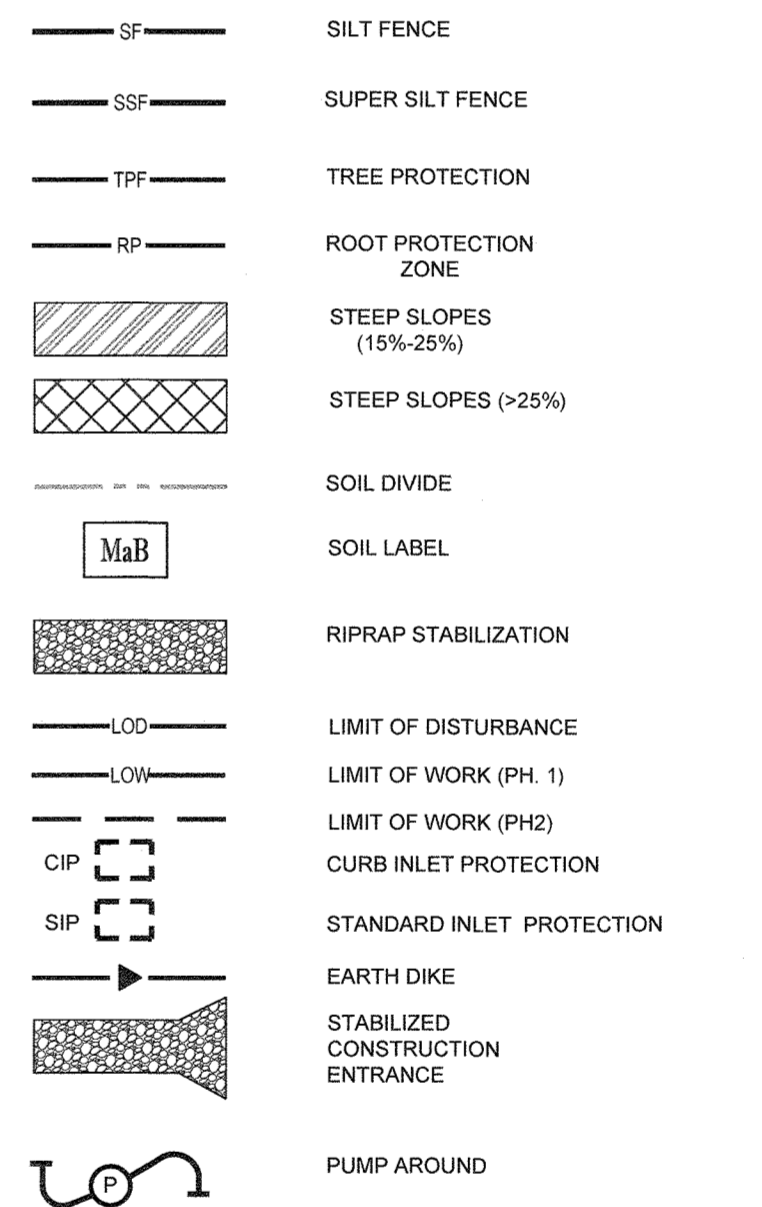 SF SILT FENCE
SSF SUPER SILT FENCE
TPF TREE PROTECTION
RP ROOT PROTECTION
ZONE
STEEP SLOPES
(15%-25%)
STEEP SLOPES (>25%)
SOIL DIVIDE
MaB SOIL LABEL
RIPRAP STABILIZATION
LOD LIMIT OF DISTURBANCE
LOW LIMIT OF WORK (PH. 1)
LIMIT OF WORK (PH2)
CIP CURB INLET PROTECTION
SIP STANDARD INLET PROTECTION
EARTH DIKE
STABILIZED
CONSTRUCTION
ENTRANCE
P PUMP AROUND